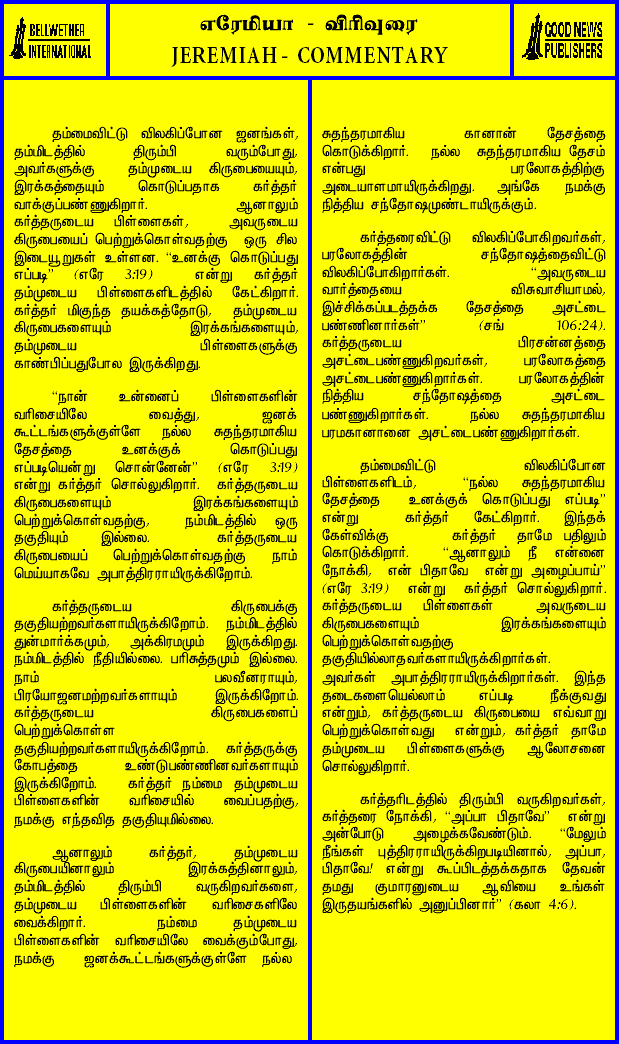 BELLWETHER
INTERNATIONAL
எரேமியா - விரிவுரை
JEREMIAH - COMMENTARY
GOOD NEWS
PUBLISHERS
தம்மைவிட்டு விலகிப்போன ஜனங்கள்,
தம்மிடத்தில் திரும்பி வரும்போது,
அவர்களுக்கு தம்முடைய கிருபையையும்,
இரக்கத்தையும் கொடுப்பதாக கர்த்தர்
வாக்குப்பண்ணுகிறார். ஆனாலும்
கர்த்தருடைய பிள்ளைகள், அவருடைய
கிருபையைப் பெற்றுக்கொள்வதற்கு ஒரு சில
இடையூறுகள் உள்ளன. “உனக்கு கொடுப்பது
எப்படி” (எரே 3:19) என்று கர்த்தர்
தம்முடைய பிள்ளைகளிடத்தில் கேட்கிறார்.
கர்த்தர் மிகுந்த தயக்கத்தோடு, தம்முடைய
கிருபைகளையும் இரக்கங்களையும்,
தம்முடைய பிள்ளைகளுக்கு
காண்பிப்பதுபோல இருக்கிறது.
“நான் உன்னைப் பிள்ளைகளின்
வரிசையிலே வைத்து, ஜனக்
கூட்டங்களுக்குள்ளே நல்ல சுதந்தரமாகிய
தேசத்தை உனக்குக் கொடுப்பது
எப்படியென்று சொன்னேன்” (எரே 3:19)
என்று கர்த்தர் சொல்லுகிறார். கர்த்தருடைய
கிருபைகளையும் இரக்கங்களையும்
பெற்றுக்கொள்வதற்கு, நம்மிடத்தில் ஒரு
தகுதியும் இல்லை. கர்த்தருடைய
கிருபையைப் பெற்றுக்கொள்வதற்கு நாம்
மெய்யாகவே அபாத்திரராயிருக்கிறோம்.
கர்த்தருடைய கிருபைக்கு
தகுதியற்றவர்களாயிருக்கிறோம். நம்மிடத்தில்
துன்மார்க்கமும், அக்கிரமமும் இருக்கிறது.
நம்மிடத்தில் நீதியில்லை. பரிசுத்தமும் இல்லை.
நாம் பலவீனராயும்,
பிரயோஜனமற்றவர்களாயும் இருக்கிறோம்.
கர்த்தருடைய கிருபைகளைப்
பெற்றுக்கொள்ள
தகுதியற்றவர்களாயிருக்கிறோம். கர்த்தருக்கு
கோபத்தை உண்டுபண்ணினவர்களாயும்
இருக்கிறோம். கர்த்தர் நம்மை தம்முடைய
பிள்ளைகளின் வரிசையில் வைப்பதற்கு,
நமக்கு எந்தவித தகுதியுமில்லை.
ஆனாலும் கர்த்தர், தம்முடைய
கிருபையினாலும் இரக்கத்தினாலும்,
தம்மிடத்தில் திரும்பி வருகிறவர்களை,
தம்முடைய பிள்ளைகளின் வரிசைகளிலே
வைக்கிறார். நம்மை தம்முடைய
பிள்ளைகளின் வரிசையிலே வைக்கும்போது,
நமக்கு ஜனக்கூட்டங்களுக்குள்ளே நல்ல
சுதந்தரமாகிய கானான் தேசத்தை
கொடுக்கிறார். நல்ல சுதந்தரமாகிய தேசம்
என்பது பரலோகத்திற்கு
அடையாளமாயிருக்கிறது. அங்கே நமக்கு
நித்திய சந்தோஷமுண்டாயிருக்கும்.
கர்த்தரைவிட்டு விலகிப்போகிறவர்கள்,
பரலோகத்தின் சந்தோஷத்தைவிட்டு
விலகிப்போகிறார்கள். “அவருடைய
வார்த்தையை விசுவாசியாமல்,
இச்சிக்கப்படத்தக்க தேசத்தை அசட்டை
பண்ணினார்கள்” (சங் 106:24).
கர்த்தருடைய பிரசன்னத்தை
அசட்டைபண்ணுகிறவர்கள், பரலோகத்தை
அசட்டைபண்ணுகிறார்கள். பரலோகத்தின்
நித்திய சந்தோஷத்தை அசட்டை
பண்ணுகிறார்கள். நல்ல சுதந்தரமாகிய
பரமகானானை அசட்டைபண்ணுகிறார்கள்.
தம்மைவிட்டு விலகிப்போன
பிள்ளைகளிடம், “நல்ல சுதந்தரமாகிய
தேசத்தை உனக்குக் கொடுப்பது எப்படி”
என்று கர்த்தர் கேட்கிறார். இந்தக்
கேள்விக்கு கர்த்தர் தாமே பதிலும்
கொடுக்கிறார். “ஆனாலும் நீ என்னை
நோக்கி, என் பிதாவே என்று அழைப்பாய்”
(எரே 3:19) என்று கர்த்தர் சொல்லுகிறார்.
கர்த்தருடைய பிள்ளைகள் அவருடைய
கிருபைகளையும் இரக்கங்களையும்
பெற்றுக்கொள்வதற்கு
தகுதியில்லாதவர்களாயிருக்கிறார்கள்.
அவர்கள் அபாத்திரராயிருக்கிறார்கள். இந்த
தடைகளையெல்லாம் எப்படி நீக்குவது
என்றும், கர்த்தருடைய கிருபையை எவ்வாறு
பெற்றுக்கொள்வது என்றும், கர்த்தர் தாமே
தம்முடைய பிள்ளைகளுக்கு ஆலோசனை
சொல்லுகிறார்.
கர்த்தரிடத்தில் திரும்பி வருகிறவர்கள்,
கர்த்தரை நோக்கி, “அப்பா பிதாவே” என்று
அன்போடு அழைக்கவேண்டும். “மேலும்
நீங்கள் புத்திரராயிருக்கிறபடியினால், அப்பா,
பிதாவே! என்று கூப்பிடத்தக்கதாக தேவன்
தமது குமாரனுடைய ஆவியை உங்கள்
இருதயங்களில் அனுப்பினார்” (கலா 4:6).